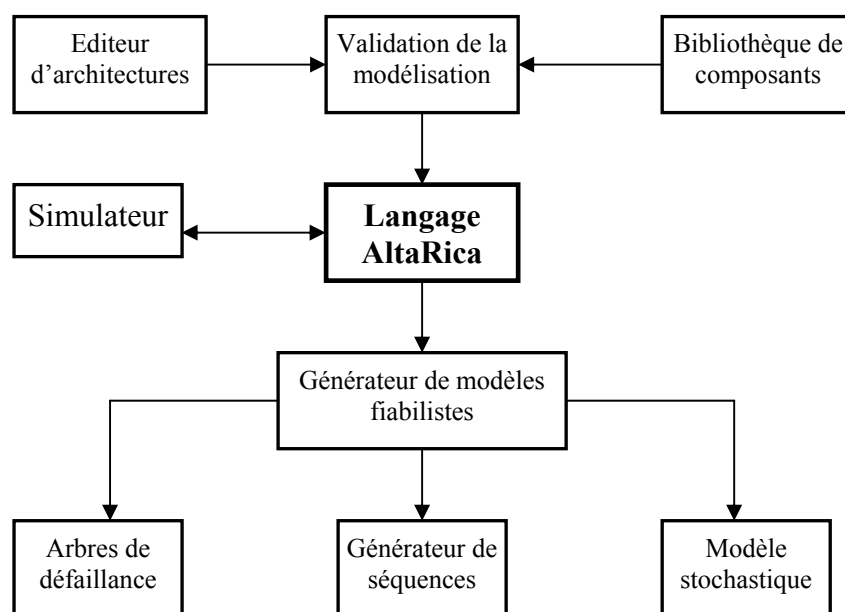 Editeur
d’architectures
Validation de la
modélisation
Bibliothèque de
composants
Simulateur
Langage
AltaRica
Générateur de modèles
fiabilistes
Arbres de
défaillance
Générateur de
séquences
Modèle
stochastique